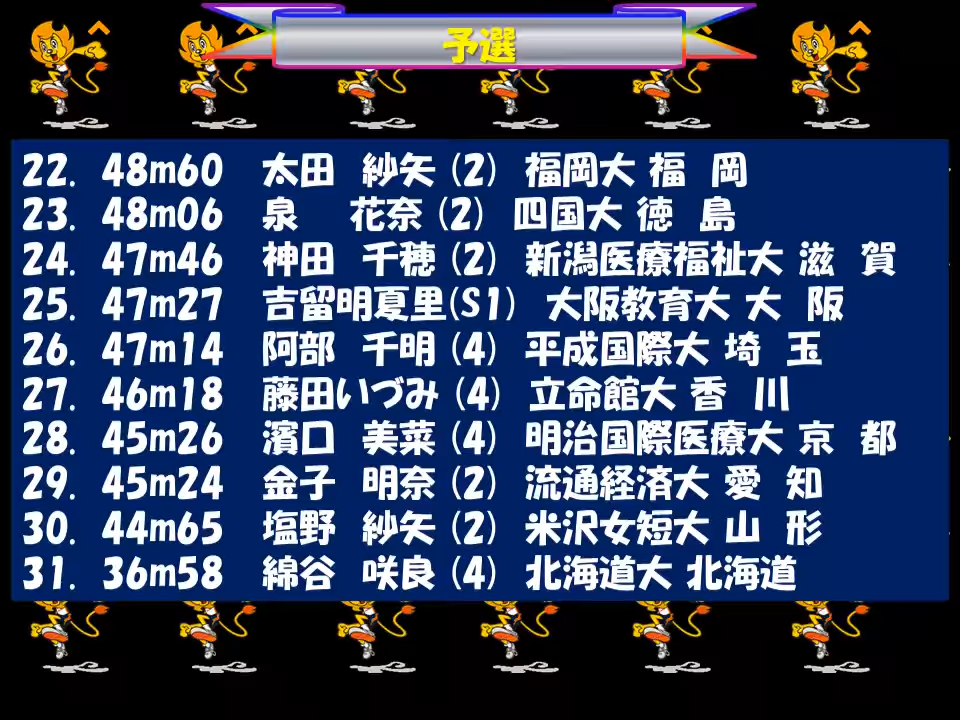 予選
22. 48m60 太田 紗矢 (2) 福岡大 福 岡
23. 48m06 泉 花奈 (2) 四国大 徳 島
24. 47m46 神田 千穂 (2) 新潟医療福祉大 滋 賀
25. 47m27 吉留明夏里(S1) 大阪教育大 大 阪
26. 47m14 阿部 千明 (4) 平成国際大 埼 玉
27. 46m18 藤田いづみ (4) 立命館大 香 川
28. 45m26 濱口 美菜 (4) 明治国際医療大 京 都
29. 45m24 金子 明奈 (2) 流通経済大 愛 知
30. 44m65 塩野 紗矢 (2) 米沢女短大 山 形
31. 36m58 綿谷 咲良 (4) 北海道大 北海道